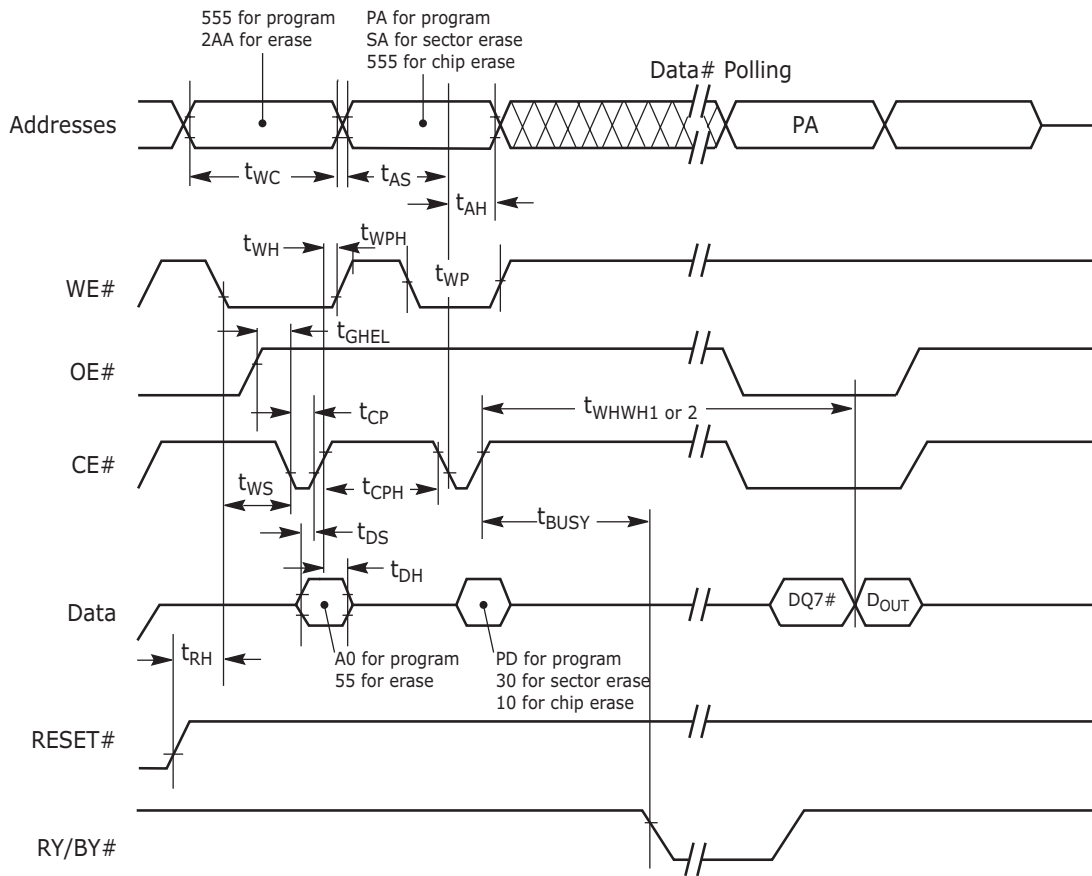 555 for program
2AA for erase
PA for program
SA for sector erase
555 for chip erase
Data# Polling
Addresses
PA
tWC
tAS
tAH
tWH
tWPH
tWP
WE#
tGHEL
OE#
tCP
tWHWH1 or 2
CE#
tWS
tCPH
tDS
tBUSY
tDH
Data
DQ7#
DOUT
tRH
A0 for program
55 for erase
PD for program
30 for sector erase
10 for chip erase
RESET#
RY/BY#